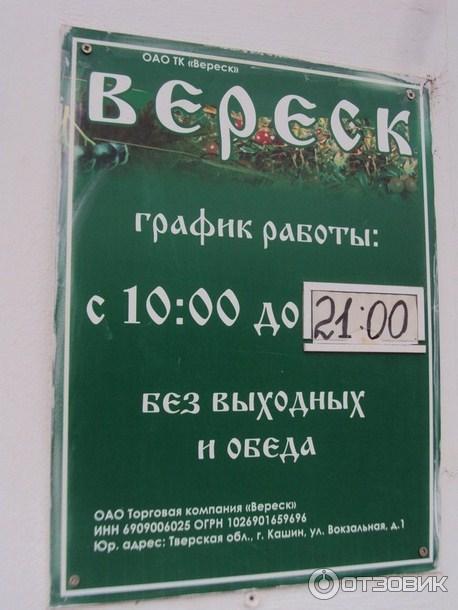 ОАО ТК «Вереск»
ВЕРЕСК
ГРАФИК РАБОТЫ:
С 10:00 ДО 21:00
БЕЗ ВЫХОДНЫХ
И ОБЕДА
ОАО Торговая компания «Вереск»
ИНН 6909006025 ОГРН 1026901659696
Юр. адрес: Тверская обл., г. Кашин, ул. Вокзальная, д.1
ОТЗОВИК